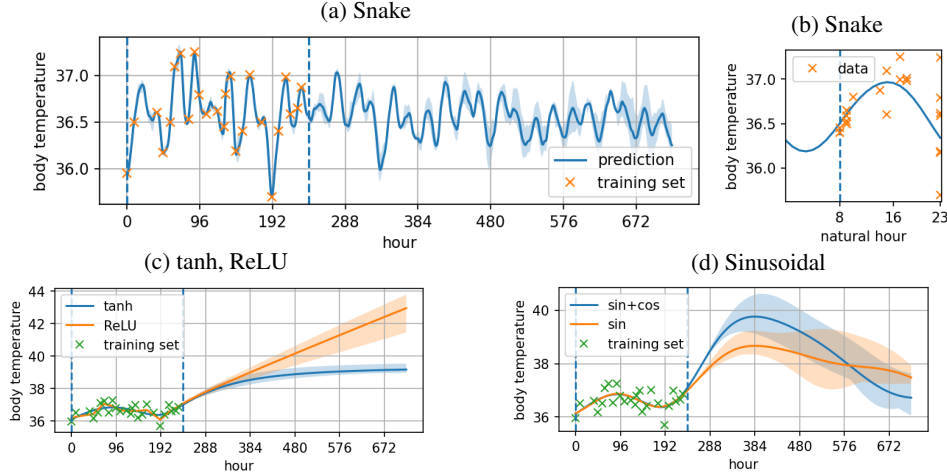 (a) Snake
body temperature
37.0
36.5
36.0
0 96 192 288 384 480 576 672
hour
prediction
training set
(b) Snake
body temperature
37.0
36.5
36.0
8 16 23
natural hour
data
(c) tanh, ReLU
body temperature
44
42
40
38
36
0 96 192 288 384 480 576 672
hour
tanh
ReLU
training set
(d) Sinusoidal
body temperature
40
38
36
0 96 192 288 384 480 576 672
hour
sin+cos
sin
training set